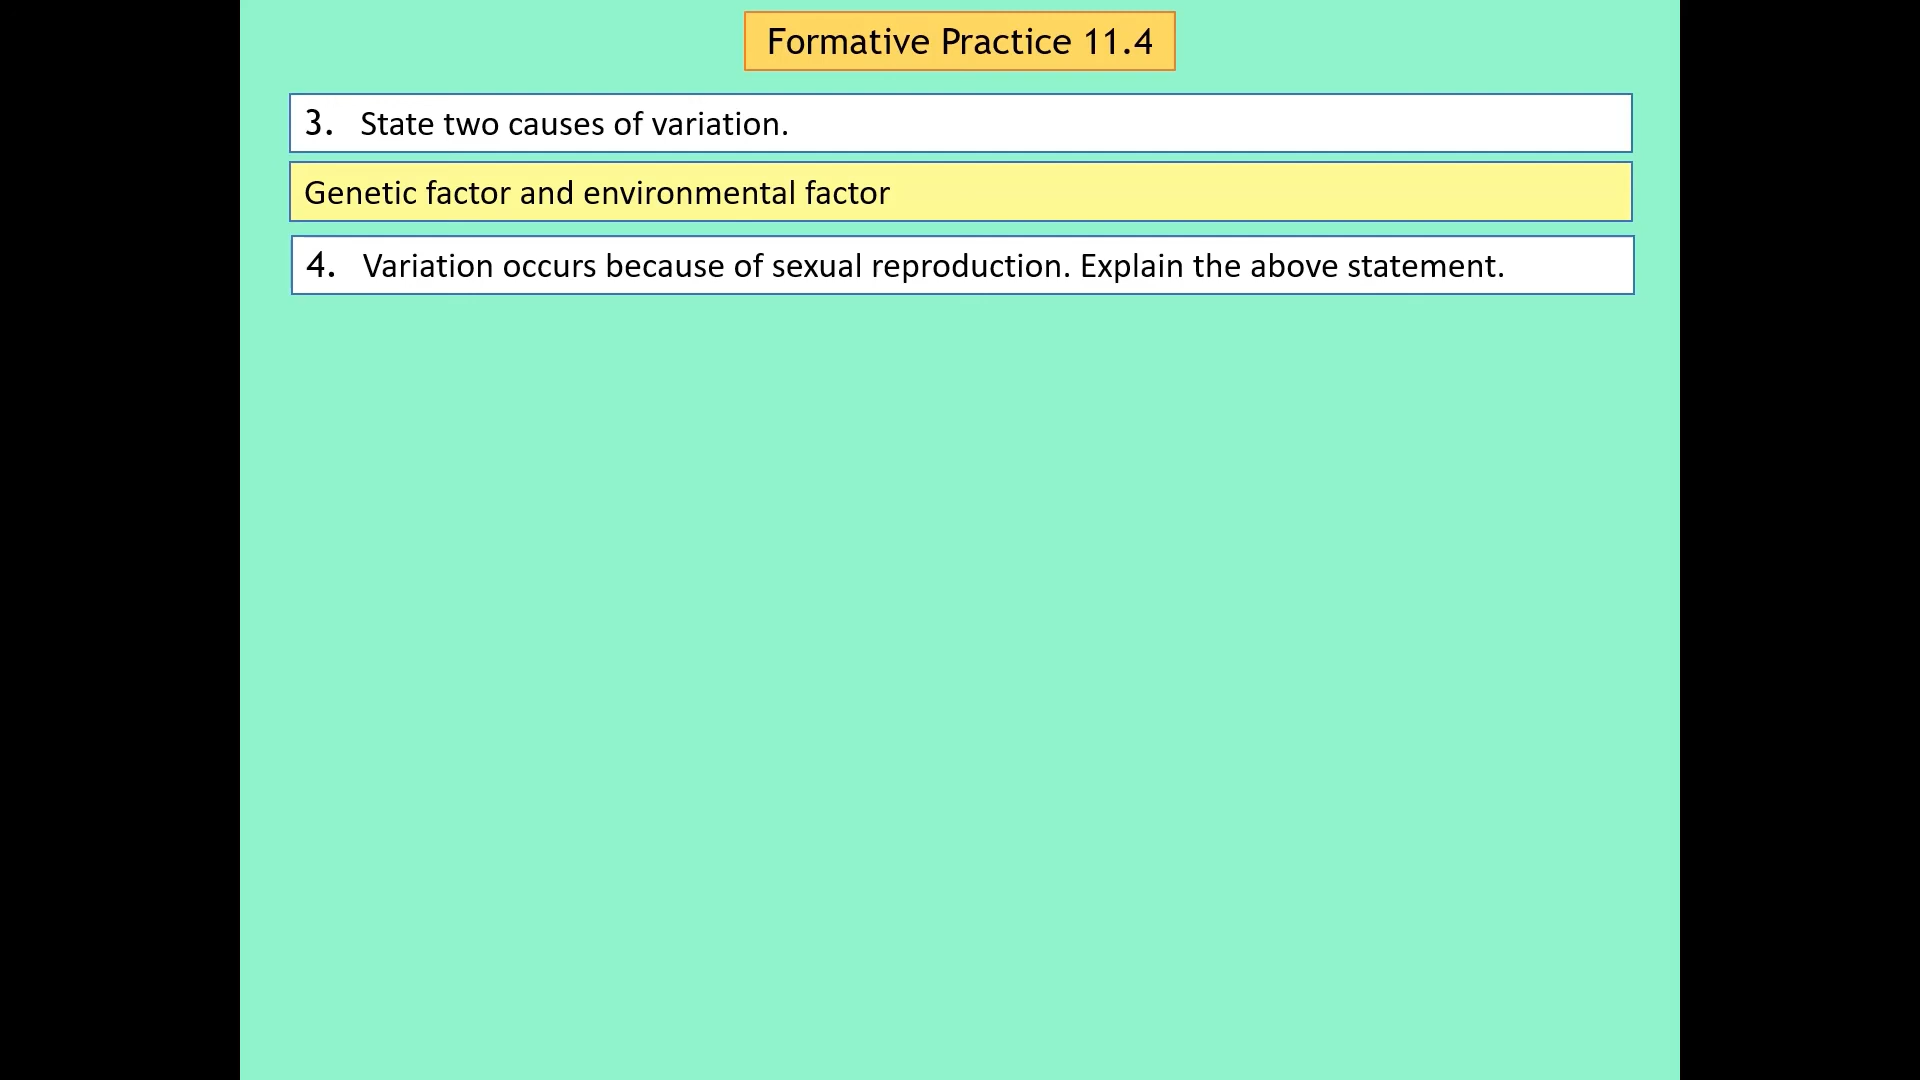 Formative Practice 11.4
3. State two causes of variation.
Genetic factor and environmental factor
4. Variation occurs because of sexual reproduction. Explain the above statement.